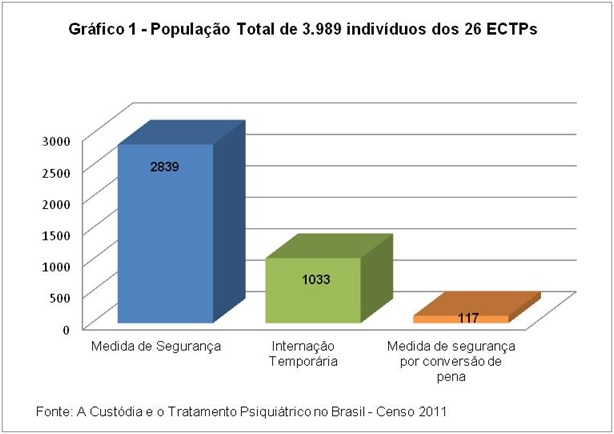 Gráfico 1 - População Total de 3.989 indivíduos dos 26 ECTPs
3000
2500
2000
1500
1000
500
0
2839
1033
117
Medida de Segurança
Internação
Temporária
Medida de segurança
por conversão de
pena
Fonte: A Custódia e o Tratamento Psiquiátrico no Brasil - Censo 2011